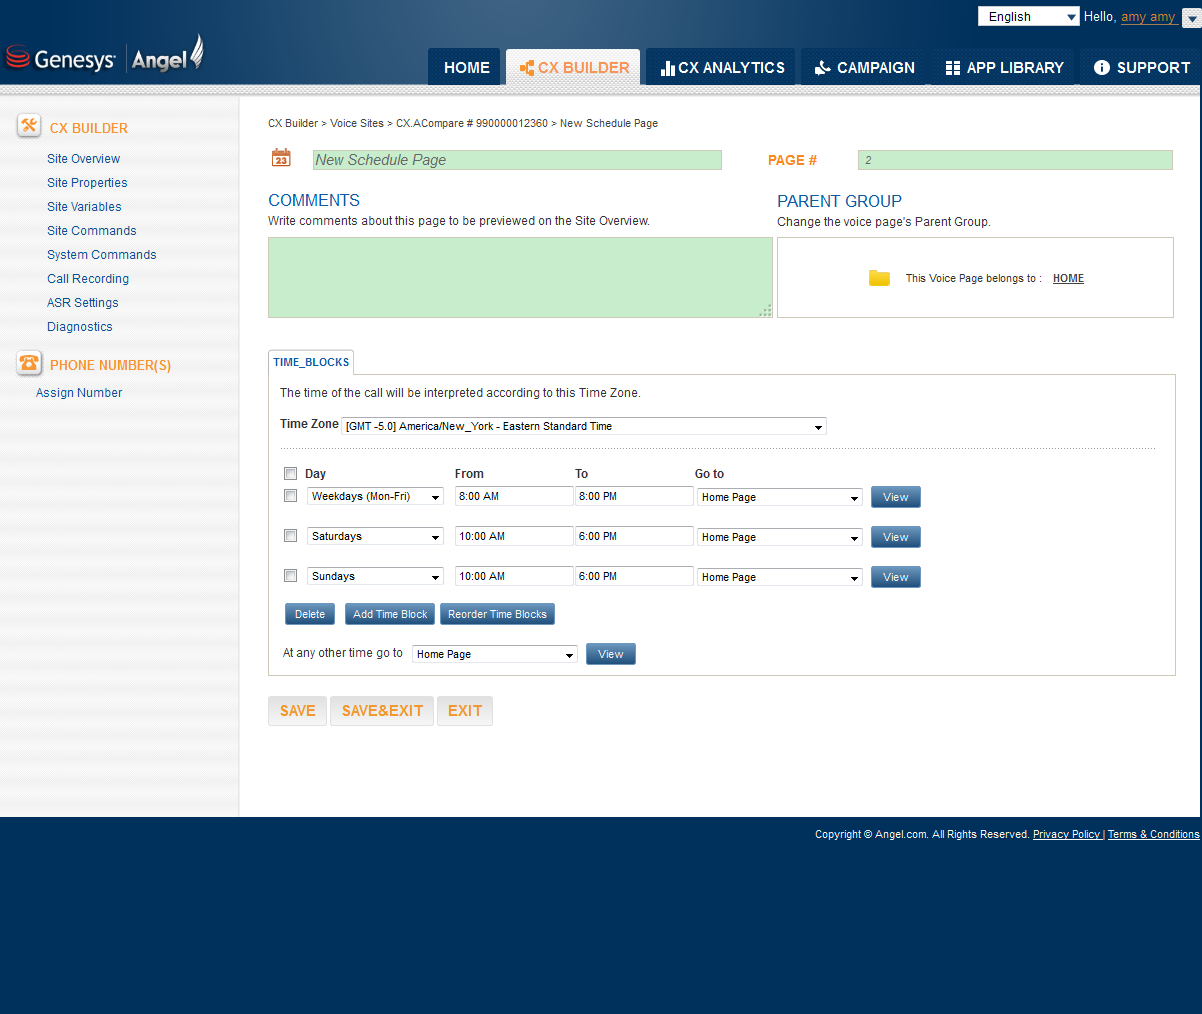 English Hello, amy amy
Genesys Angel
HOME CX BUILDER CX ANALYTICS CAMPAIGN APP LIBRARY SUPPORT
CX BUILDER
Site Overview
Site Properties
Site Variables
Site Commands
System Commands
Call Recording
ASR Settings
Diagnostics
PHONE NUMBER(S)
Assign Number
CX Builder > Voice Sites > CX.ACompare # 990000012360 > New Schedule Page
23 New Schedule Page PAGE # 2
COMMENTS
Write comments about this page to be previewed on the Site Overview.
PARENT GROUP
Change the voice page's Parent Group.
This Voice Page belongs to : HOME
TIME_BLOCKS
The time of the call will be interpreted according to this Time Zone.
Time Zone [GMT -5.0] America/New_York - Eastern Standard Time
Day From To Go to
Weekdays (Mon-Fri) 8:00 AM 8:00 PM Home Page View
Saturdays 10:00 AM 6:00 PM Home Page View
Sundays 10:00 AM 6:00 PM Home Page View
Delete Add Time Block Reorder Time Blocks
At any other time go to Home Page View
SAVE SAVE&EXIT EXIT
Copyright © Angel.com. All Rights Reserved. Privacy Policy | Terms & Conditions